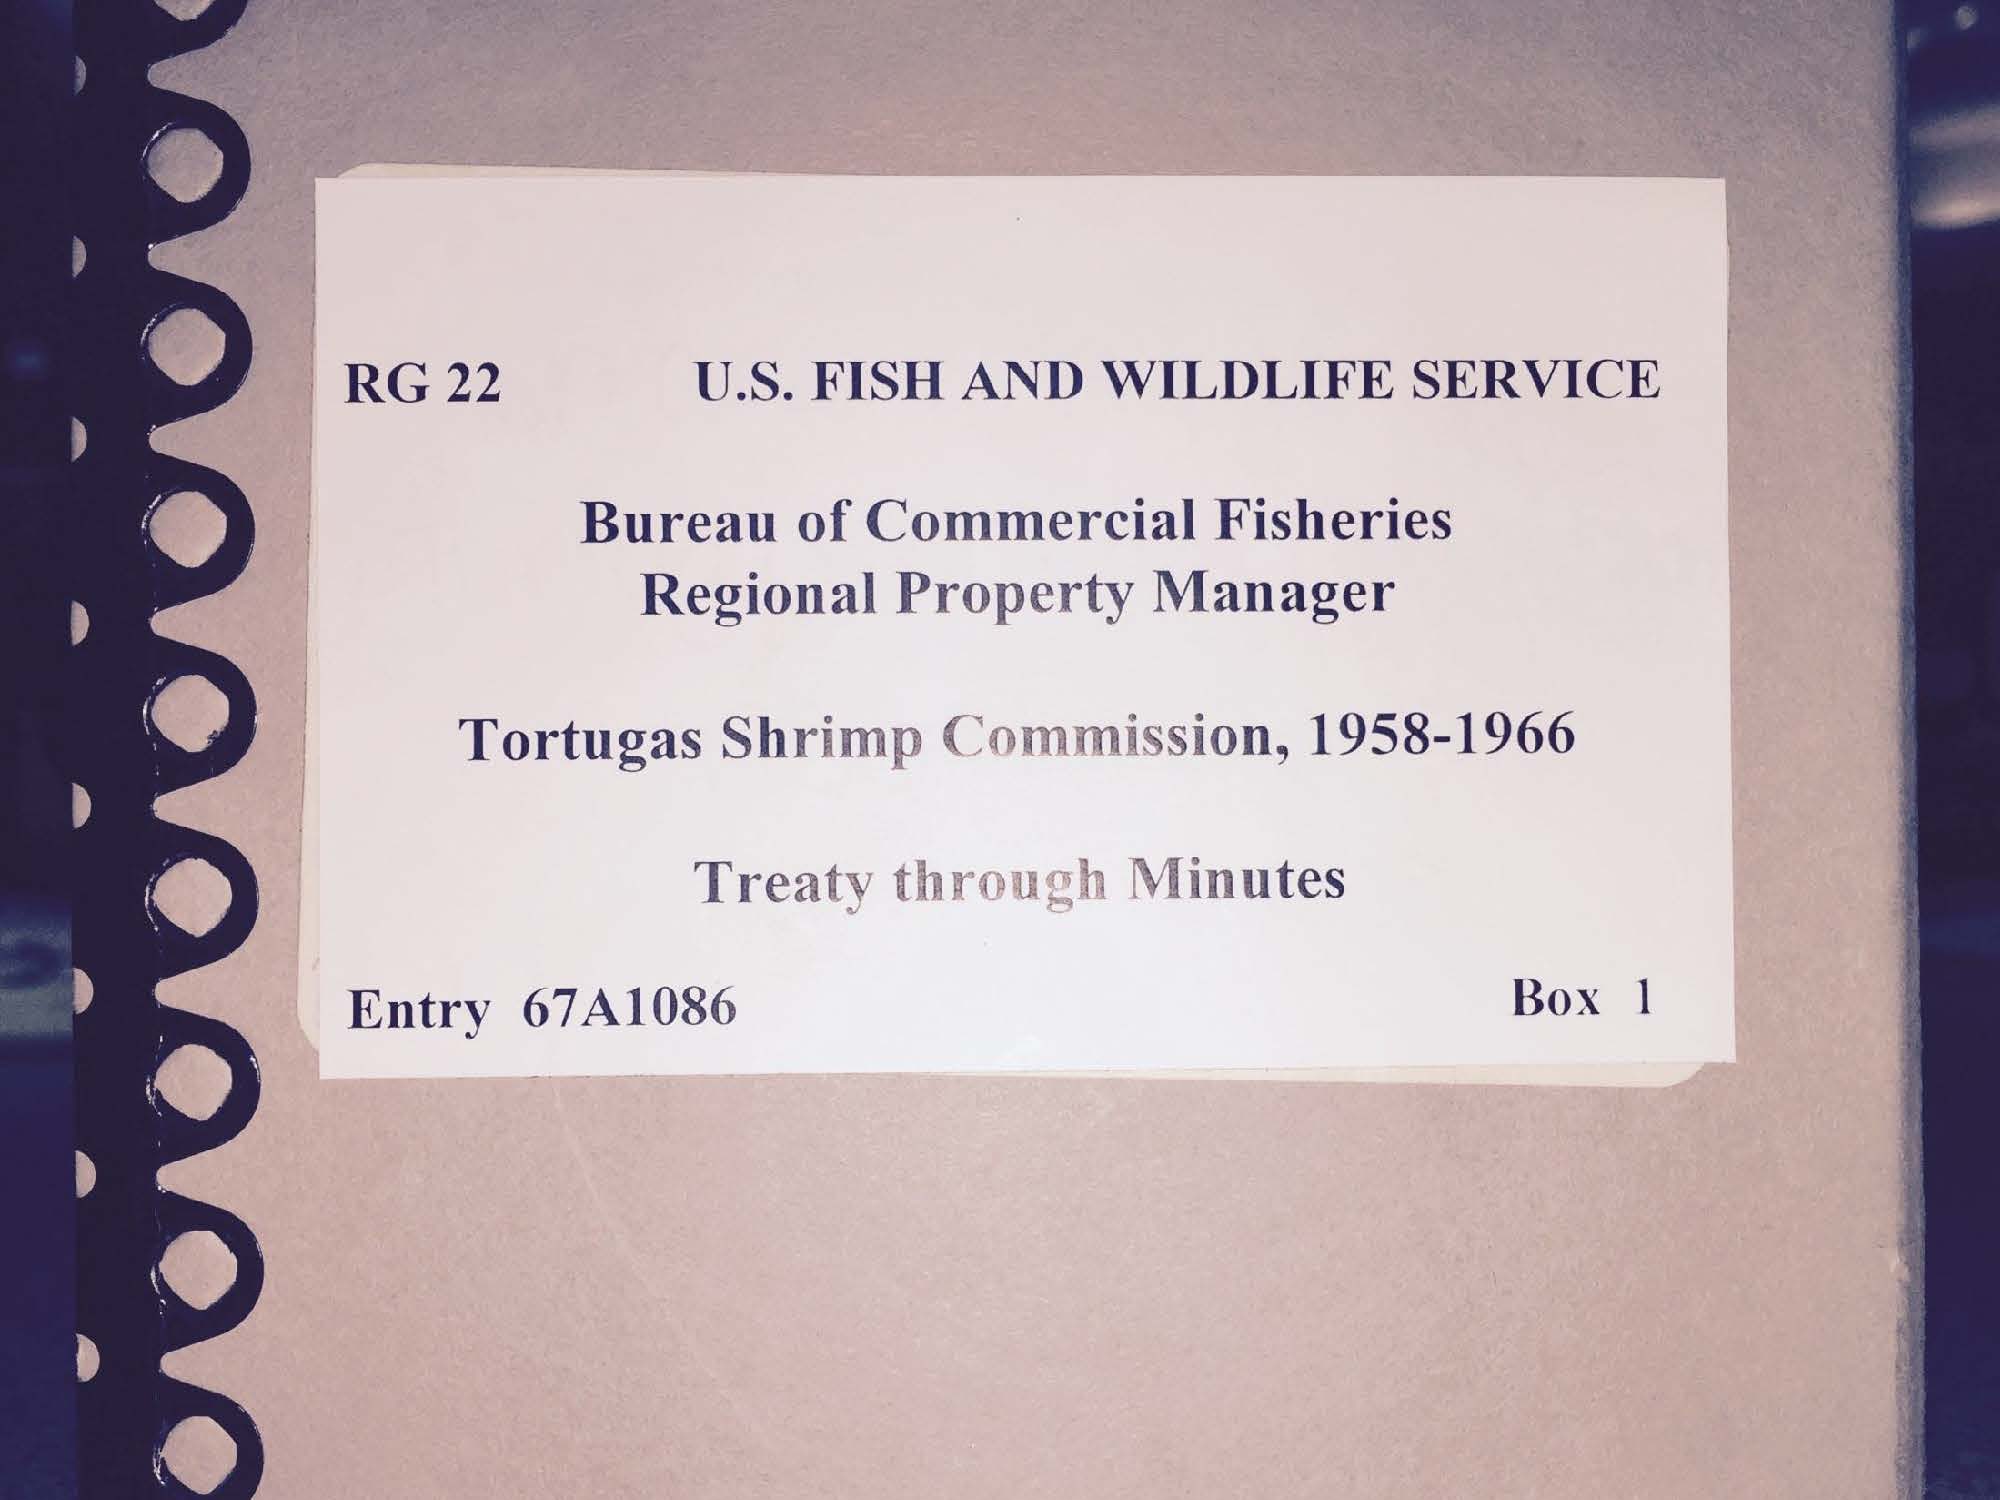 RG 22 U.S. FISH AND WILDLIFE SERVICE
Bureau of Commercial Fisheries
Regional Property Manager
Tortugas Shrimp Commission, 1958-1966
Treaty through Minutes
Entry 67A1086 Box 1